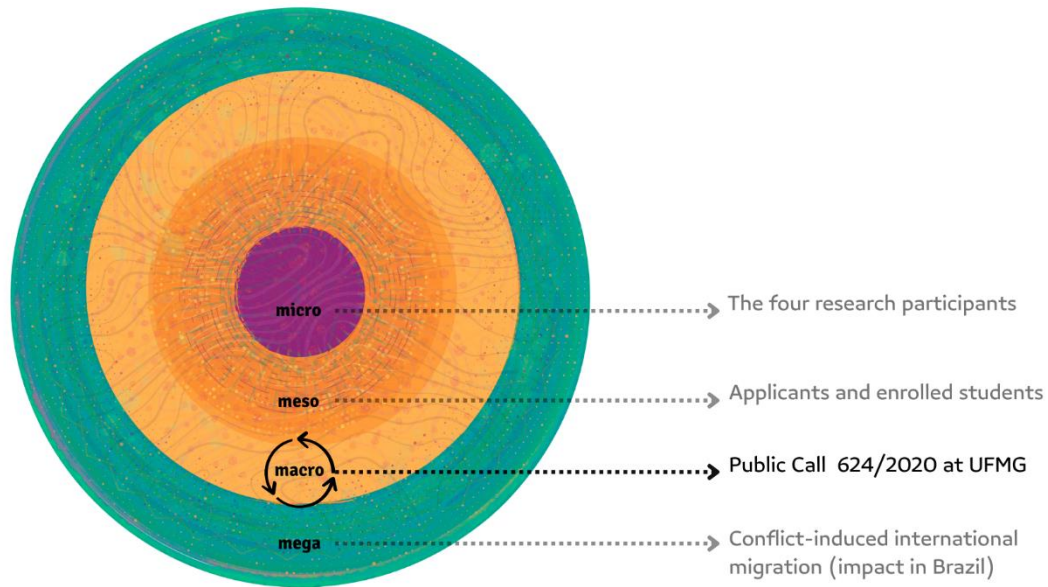 micro
The four research participants
meso
Applicants and enrolled students
macro
Public Call 624/2020 at UFMG
mega
Conflict-induced international
migration (impact in Brazil)